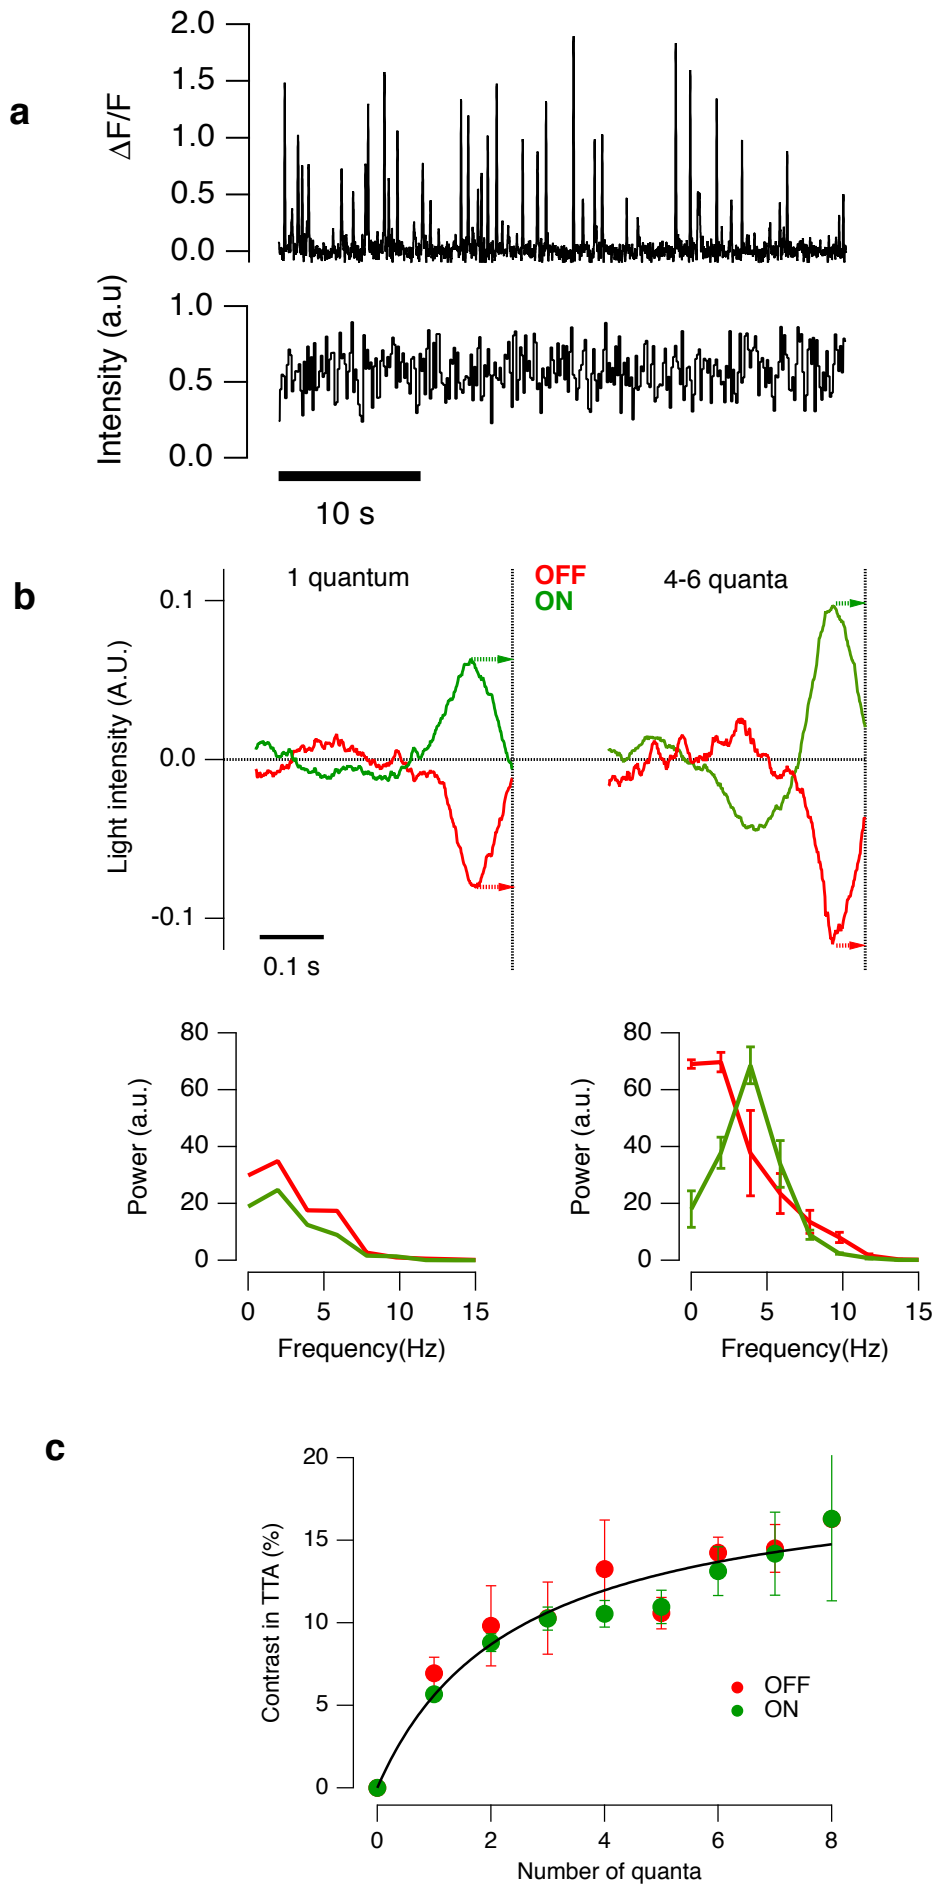 a
2.0
1.5
1.0
0.5
0.0
ΔF/F
1.0
0.5
0.0
Intensity (a.u)
10 s
b
1 quantum
OFF
ON
4-6 quanta
0.1
0.0
-0.1
Light intensity (A.U.)
0.1 s
80
60
40
20
0
Power (a.u.)
0 5 10 15
Frequency(Hz)
80
60
40
20
0
Power (a.u.)
0 5 10 15
Frequency(Hz)
c
20
15
10
5
0
Contrast in TTA (%)
OFF
ON
0 2 4 6 8
Number of quanta